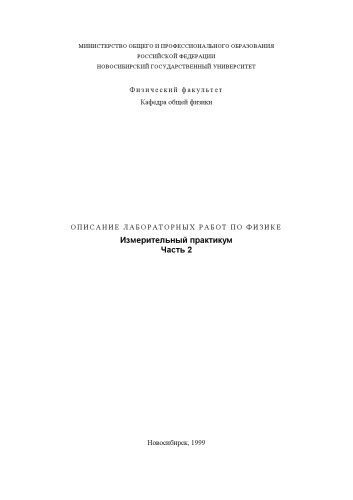 МИНИСТЕРСТВО ОБЩЕГО И ПРОФЕССИОНАЛЬНОГО ОБРАЗОВАНИЯ
РОССИЙСКОЙ ФЕДЕРАЦИИ
НОВОСИБИРСКИЙ ГОСУДАРСТВЕННЫЙ УНИВЕРСИТЕТ
Физический факультет
Кафедра общей физики
ОПИСАНИЕ ЛАБОРАТОРНЫХ РАБОТ ПО ФИЗИКЕ
Измерительный практикум
Часть 2
Новосибирск, 1999